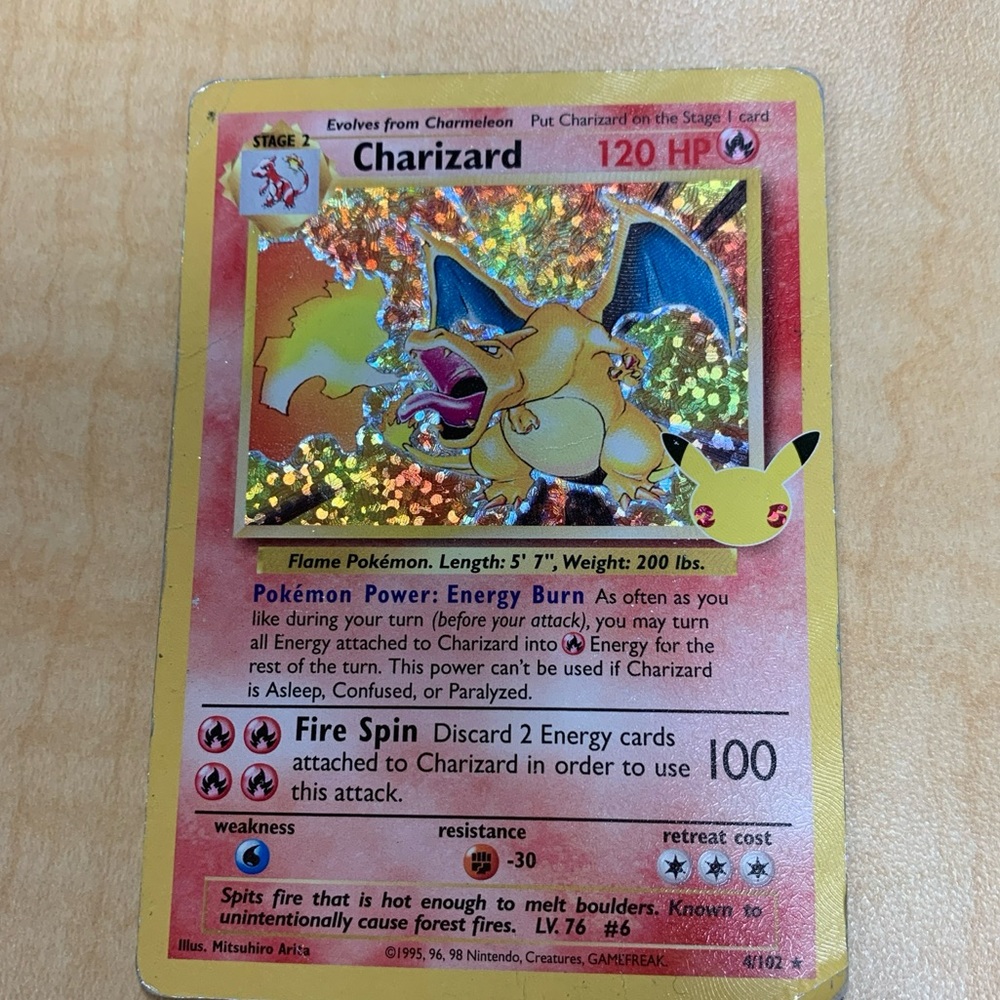 Evolves from Charmeleon Put Charizard on the Stage 1 card
STAGE 2
Charizard 120 HP
Flame Pokémon. Length: 5' 7", Weight: 200 lbs.
Pokémon Power: Energy Burn As often as you
like during your turn (before your attack), you may turn
all Energy attached to Charizard into Energy for the
rest of the turn. This power can't be used if Charizard
is Asleep, Confused, or Paralyzed.
Fire Spin Discard 2 Energy cards
attached to Charizard in order to use 100
this attack.
weakness resistance retreat cost
-30
Spits fire that is hot enough to melt boulders. Known to
unintentionally cause forest fires. LV. 76 #6
Illus. Mitsuhiro Arita ©1995, 96, 98 Nintendo, Creatures, GAMEFREAK. 4/102 ★